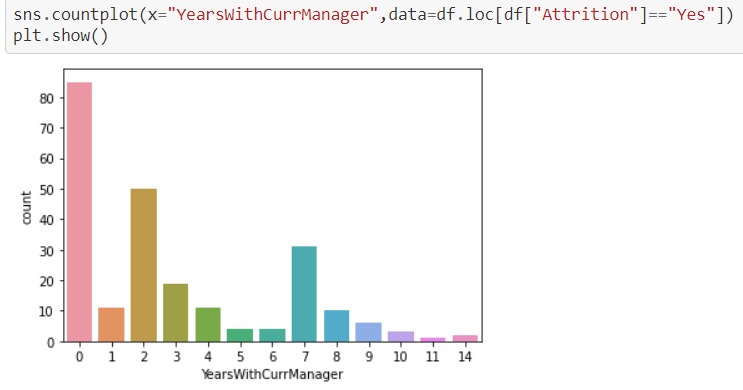 sns.countplot(x="YearsWithCurrManager",data=df.loc[df["Attrition"]=="Yes"])
plt.show()
80
70
60
50
40
30
20
10
0
count
0 1 2 3 4 5 6 7 8 9 10 11 14
YearsWithCurrManager